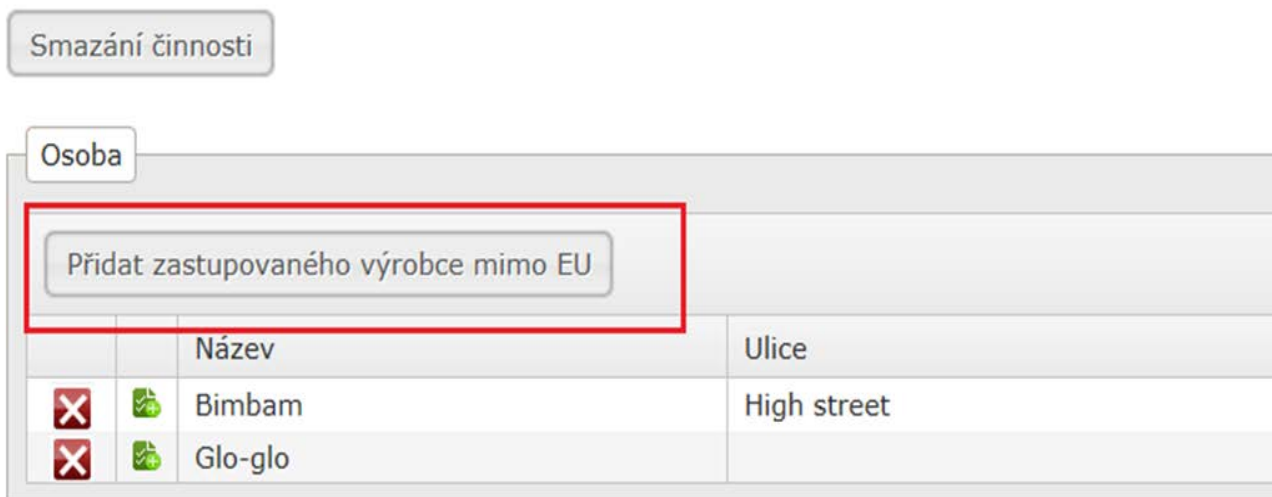 Smazání činnosti
Osoba
Přidat zastupovaného výrobce mimo EU
Název Ulice
Bimbam High street
Glo-glo